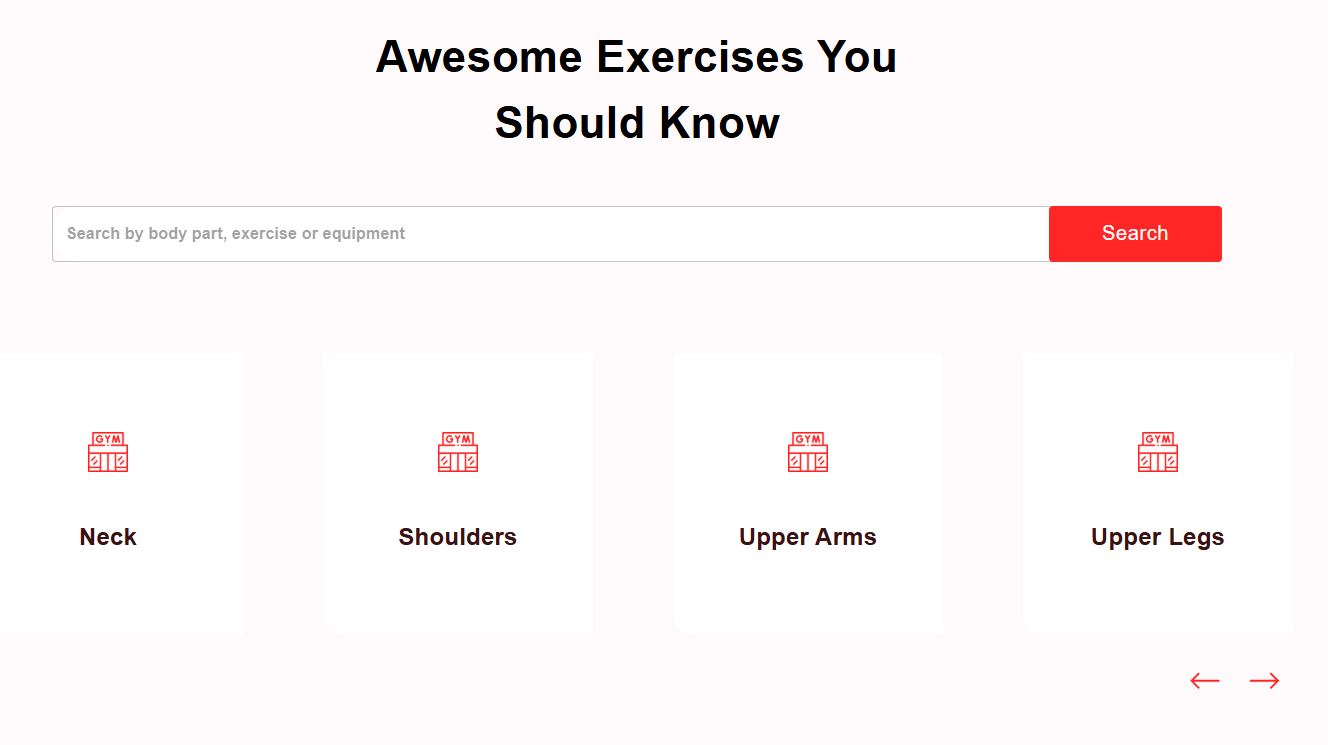 Awesome Exercises You
Should Know
Search by body part, exercise or equipment
Search
GYM
GYM
GYM
GYM
Neck
Shoulders
Upper Arms
Upper Legs